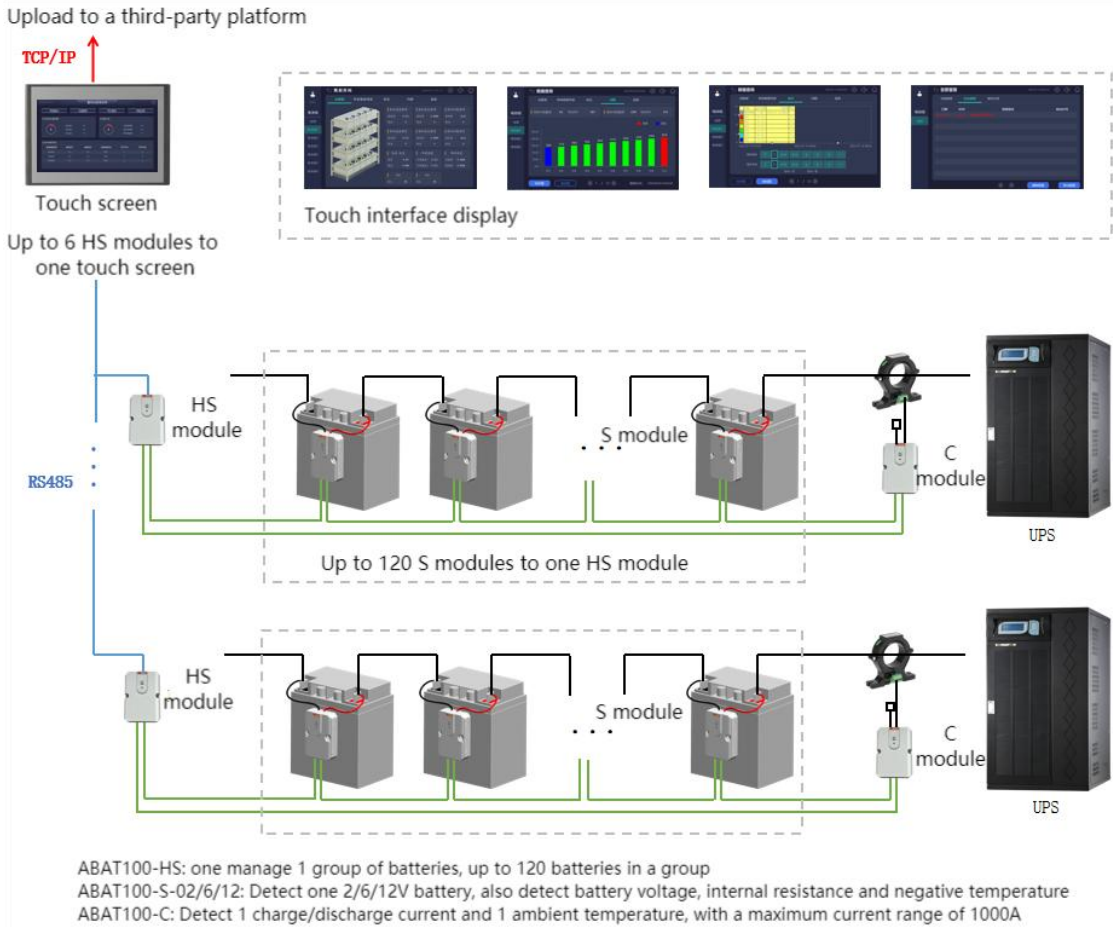 Upload to a third-party platform
TCP/IP
Touch screen
Touch interface display
Up to 6 HS modules to
one touch screen
HS
module
S module
C
module
RS485
UPS
Up to 120 S modules to one HS module
HS
module
S module
C
module
UPS
ABAT100-HS: one manage 1 group of batteries, up to 120 batteries in a group
ABAT100-S-02/6/12: Detect one 2/6/12V battery, also detect battery voltage, internal resistance and negative temperature
ABAT100-C: Detect 1 charge/discharge current and 1 ambient temperature, with a maximum current range of 1000A